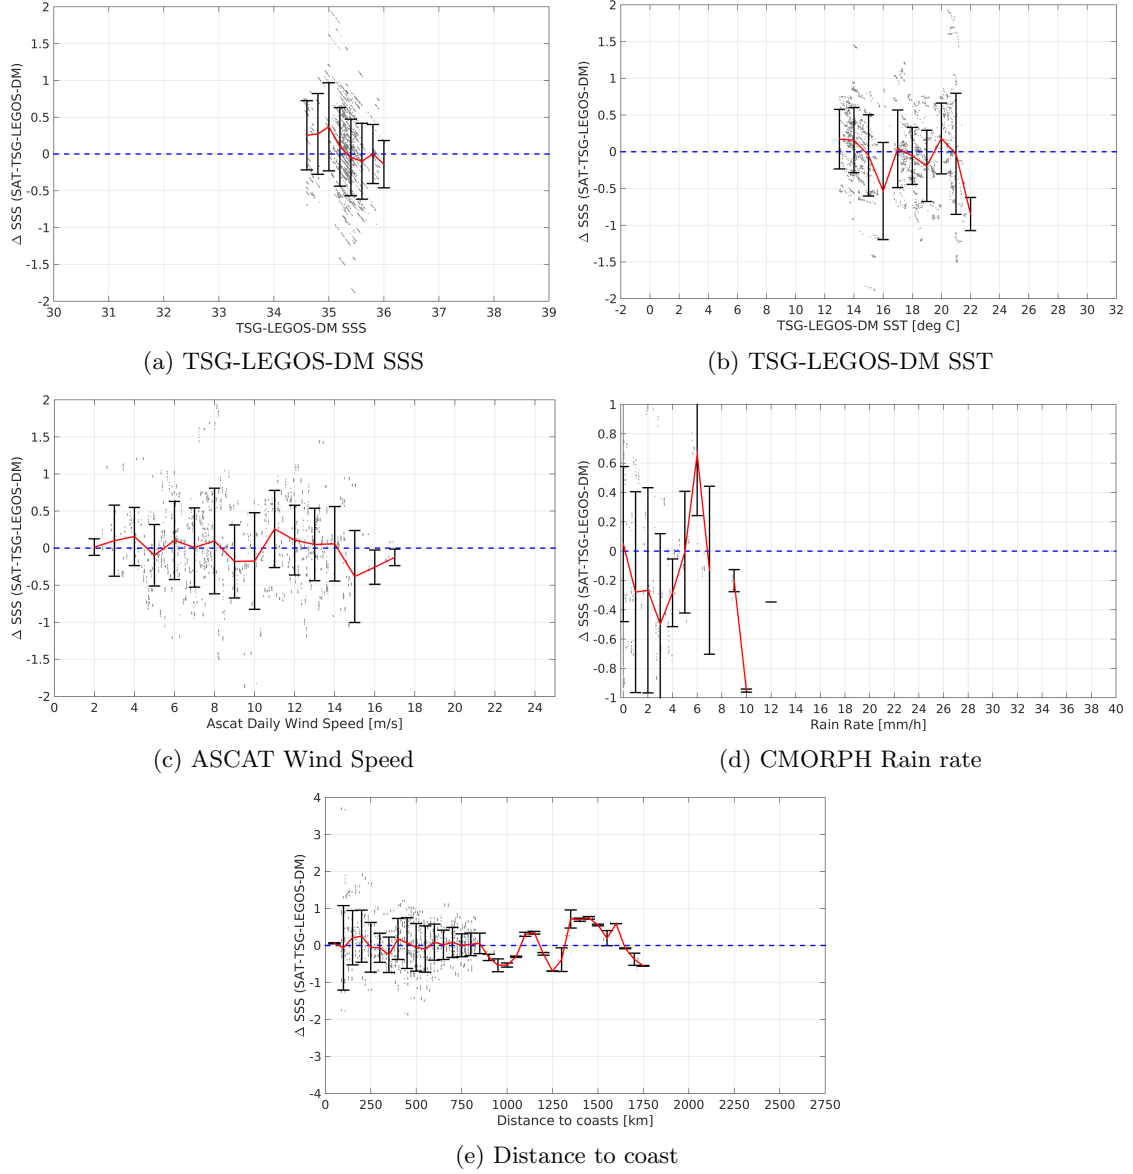 2
1.5
1
0.5
0
-0.5
-1
-1.5
-2
Δ SSS (SAT-TSG-LEGOS-DM)
30 31 32 33 34 35 36 37 38 39
TSG-LEGOS-DM SSS
(a) TSG-LEGOS-DM SSS
2
1.5
1
0.5
0
-0.5
-1
-1.5
-2
Δ SSS (SAT-TSG-LEGOS-DM)
-2 0 2 4 6 8 10 12 14 16 18 20 22 24 26 28 30 32
TSG-LEGOS-DM SST [deg C]
(b) TSG-LEGOS-DM SST
2
1.5
1
0.5
0
-0.5
-1
-1.5
-2
Δ SSS (SAT-TSG-LEGOS-DM)
0 2 4 6 8 10 12 14 16 18 20 22 24
Ascat Daily Wind Speed [m/s]
(c) ASCAT Wind Speed
1
0.8
0.6
0.4
0.2
0
-0.2
-0.4
-0.6
-0.8
-1
Δ SSS (SAT-TSG-LEGOS-DM)
0 2 4 6 8 10 12 14 16 18 20 22 24 26 28 30 32 34 36 38 40
Rain Rate [mm/h]
(d) CMORPH Rain rate
4
3
2
1
0
-1
-2
-3
-4
Δ SSS (SAT-TSG-LEGOS-DM)
0 250 500 750 1000 1250 1500 1750 2000 2250 2500 2750
Distance to coasts [km]
(e) Distance to coast